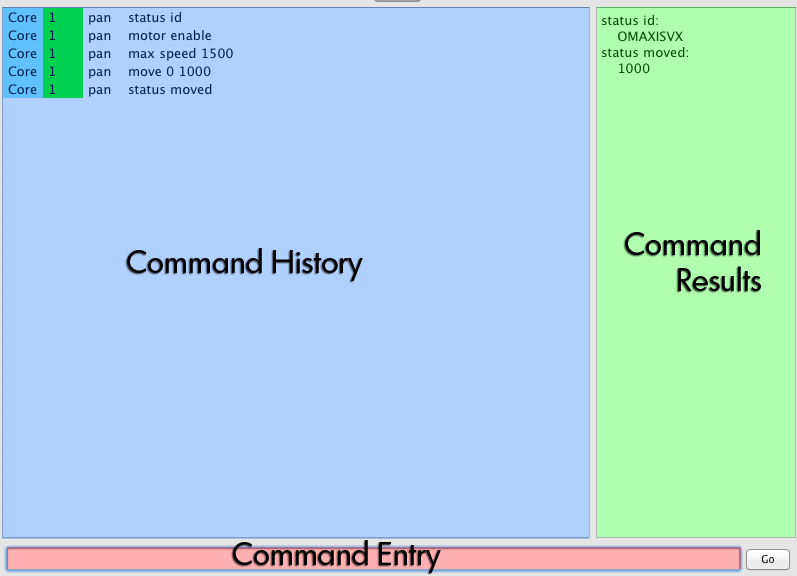 Core 1 pan status id
Core 1 pan motor enable
Core 1 pan max speed 1500
Core 1 pan move 0 1000
Core 1 pan status moved
Command History
status id:
OMAXISVX
status moved:
1000
Command
Results
Command Entry
Go